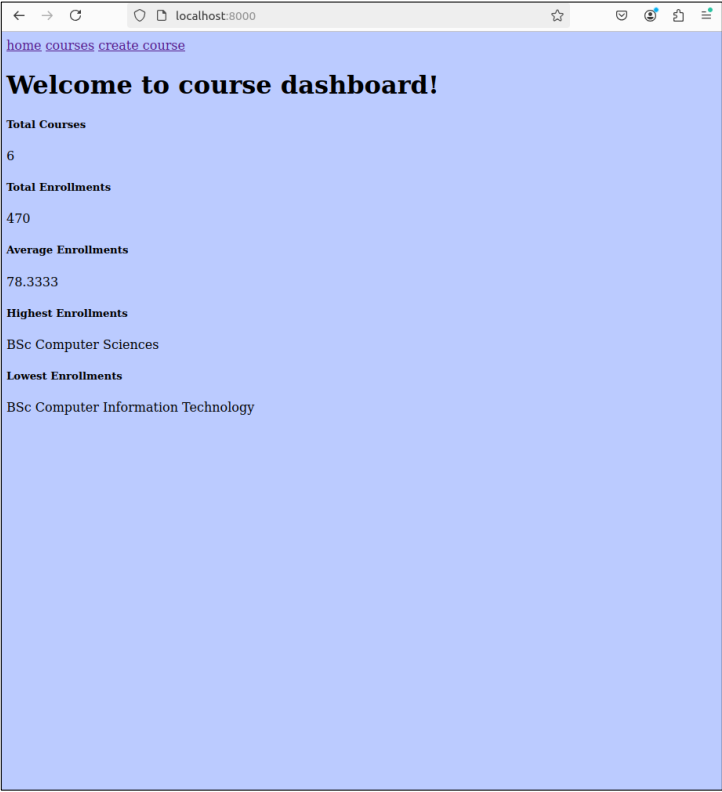 localhost:8000
home courses create course
Welcome to course dashboard!
Total Courses
6
Total Enrollments
470
Average Enrollments
78.3333
Highest Enrollments
BSc Computer Sciences
Lowest Enrollments
BSc Computer Information Technology